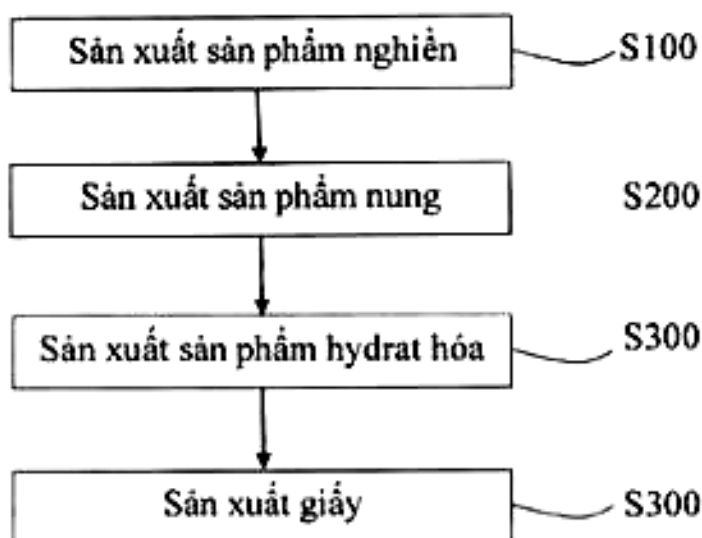 Sản xuất sản phẩm nghiền S100
Sản xuất sản phẩm nung S200
Sản xuất sản phẩm hydrat hóa S300
Sản xuất giấy S300